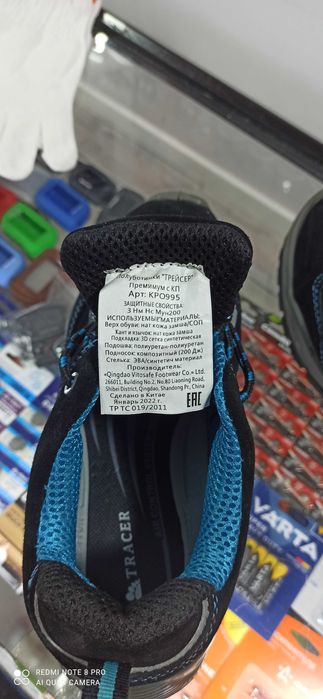 Полуботинки "ТРЕЙСЕР"
Премимум с КП
Арт: КРО995
ЗАЩИТНЫЕ СВОЙСТВА
З Нм Нс Мун200
ИСПОЛЬЗУЕМЫЕ МАТЕРИАЛЫ:
Верх обуви: нат кожа замша/СОП
Кант и язычок: нат кожа замша
Подкладка: 3D сетка синтетическа
Подошва: полиуретан-полиуретан
Подносок: композитный (200 Дж)
Стелька: ЭВА/синтетич материал
Производитель:
«Qingdao Vitosafe Footwear Co.» Ltd.
266011, Building No.2, No.80 Liaoning Road,
Shibei District, Qingdao, Shandong Pr., China
Сделано в Китае
Январь 2022 г.
ТР ТС 019/2011
EAC
TRACER
VARTA
REDMI NOTE 8 PRO
AI QUAD CAMERA